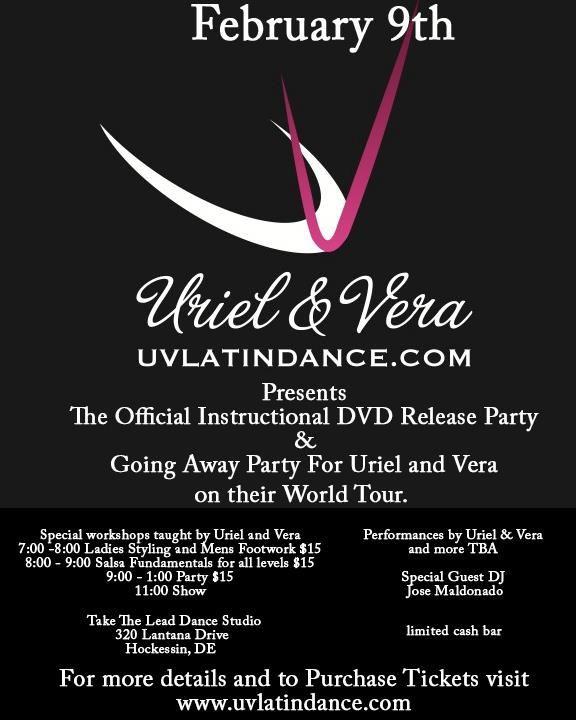 February 9th
Uriel & Vera
UVLATINDANCE.COM
Presents
The Official Instructional DVD Release Party
&
Going Away Party For Uriel and Vera
on their World Tour.
Special workshops taught by Uriel and Vera
7:00 -8:00 Ladies Styling and Mens Footwork $15
8:00 - 9:00 Salsa Fundamentals for all levels $15
9:00 - 1:00 Party $15
11:00 Show
Take The Lead Dance Studio
320 Lantana Drive
Hockessin, DE
Performances by Uriel & Vera
and more TBA
Special Guest DJ
Jose Maldonado
limited cash bar
For more details and to Purchase Tickets visit
www.uvlatindance.com